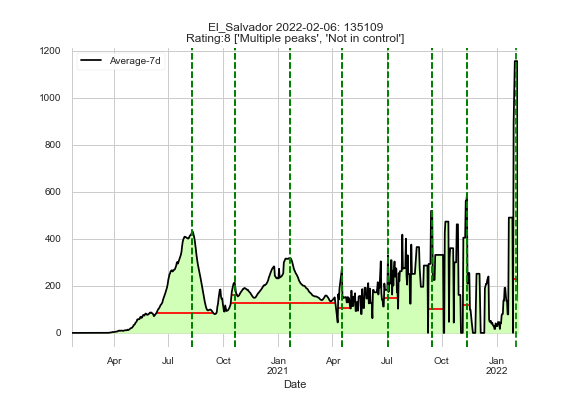 El_Salvador 2022-02-06: 135109
Rating:8 ['Multiple peaks', 'Not in control']
Average-7d
1200
1000
800
600
400
200
0
Apr
Jul
Oct
Jan
2021
Apr
Jul
Oct
Jan
2022
Date